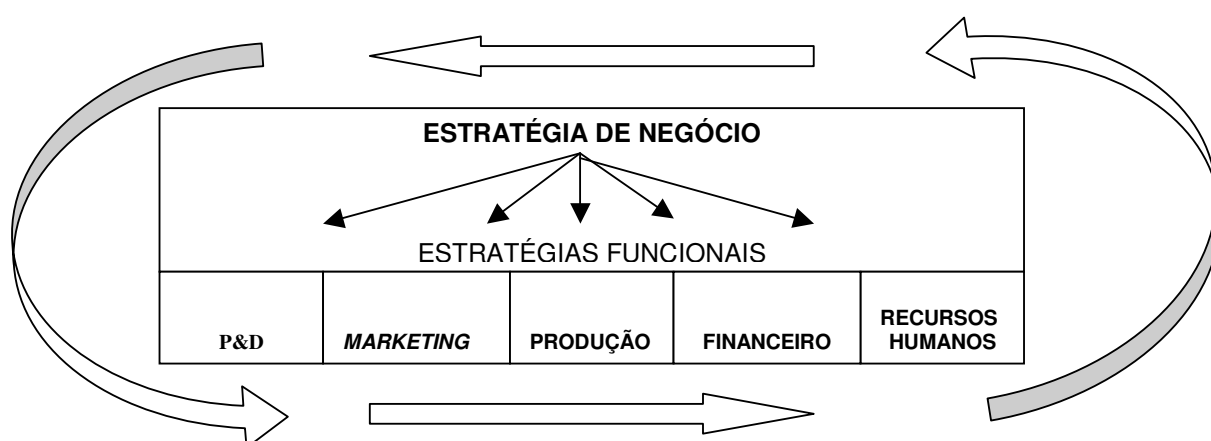 ESTRATÉGIA DE NEGÓCIO
ESTRATÉGIAS FUNCIONAIS
P&D
MARKETING
PRODUÇÃO
FINANCEIRO
RECURSOS
HUMANOS